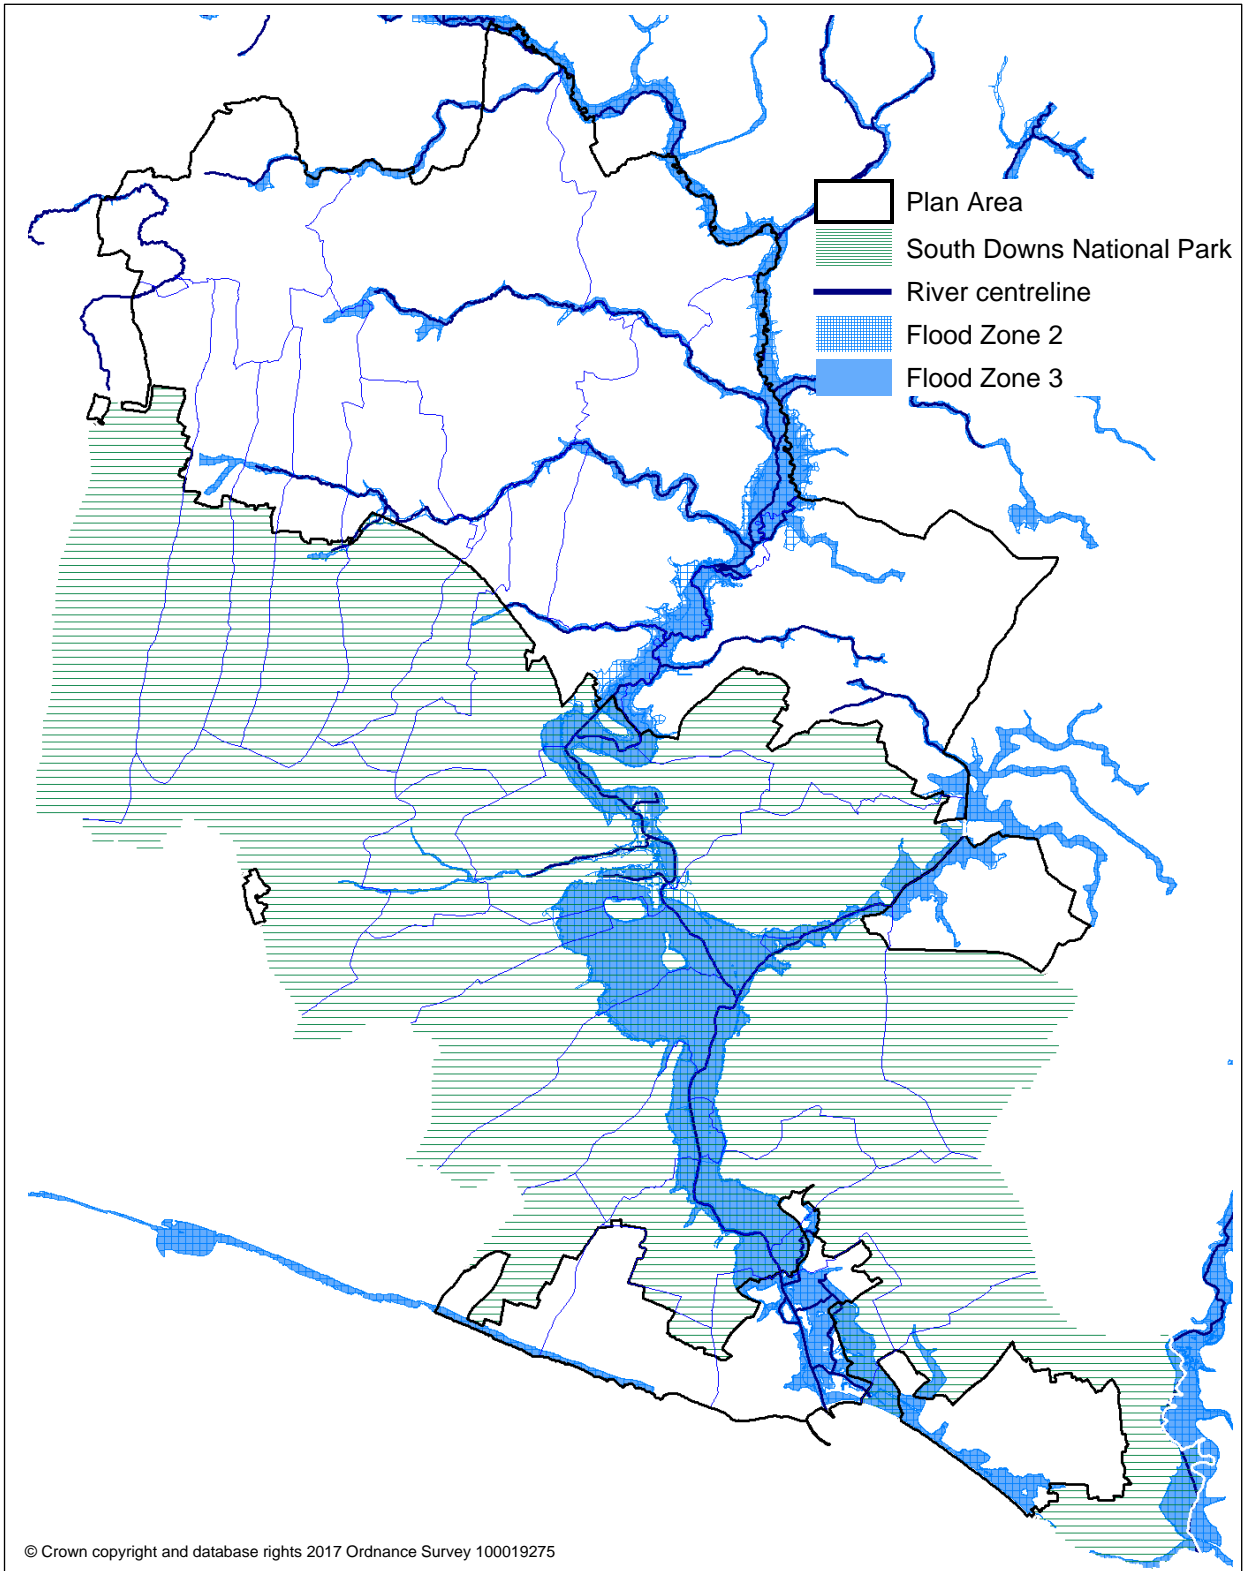 Plan Area
South Downs National Park
River centreline
Flood Zone 2
Flood Zone 3
© Crown copyright and database rights 2017 Ordnance Survey 100019275